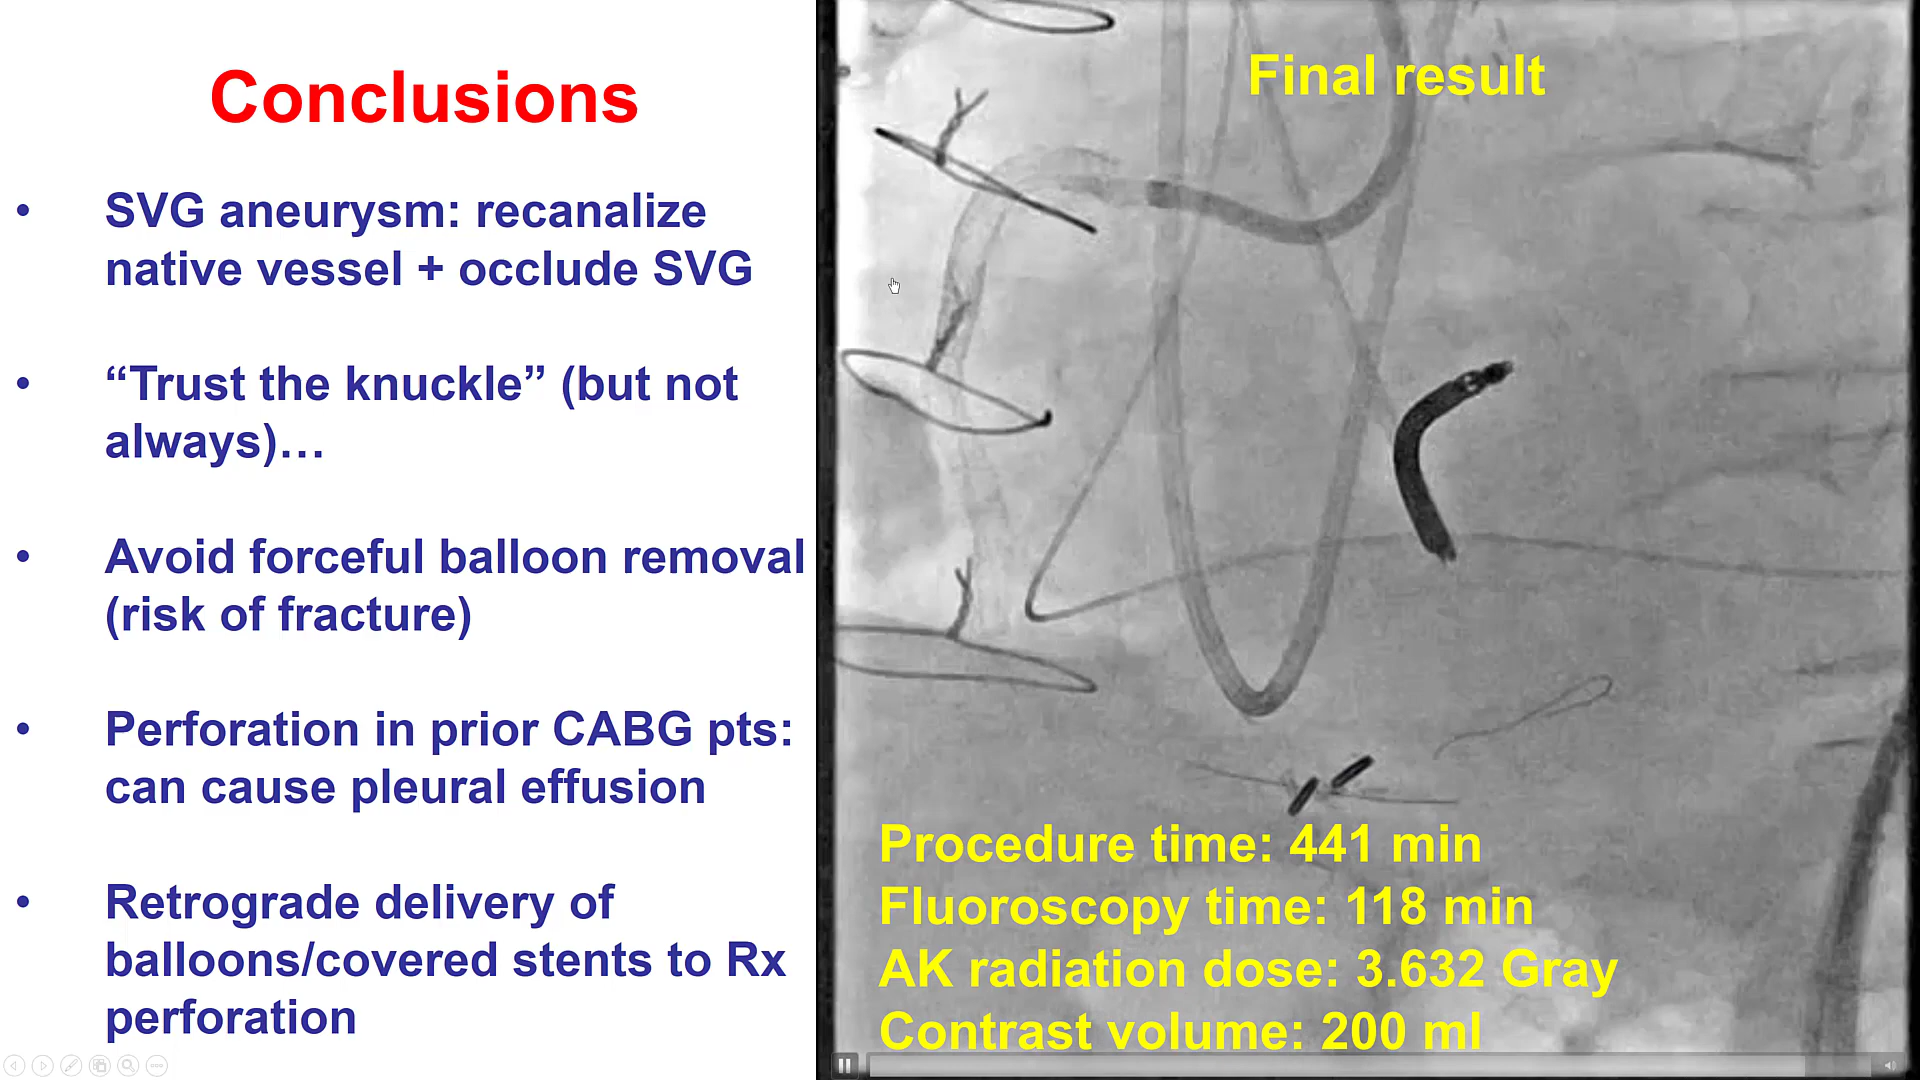 Conclusions
• SVG aneurysm: recanalize
native vessel + occlude SVG
• “Trust the knuckle” (but not
always)…
• Avoid forceful balloon removal
(risk of fracture)
• Perforation in prior CABG pts:
can cause pleural effusion
• Retrograde delivery of
balloons/covered stents to Rx
perforation
Final result
Procedure time: 441 min
Fluoroscopy time: 118 min
AK radiation dose: 3.632 Gray
Contrast volume: 200 ml